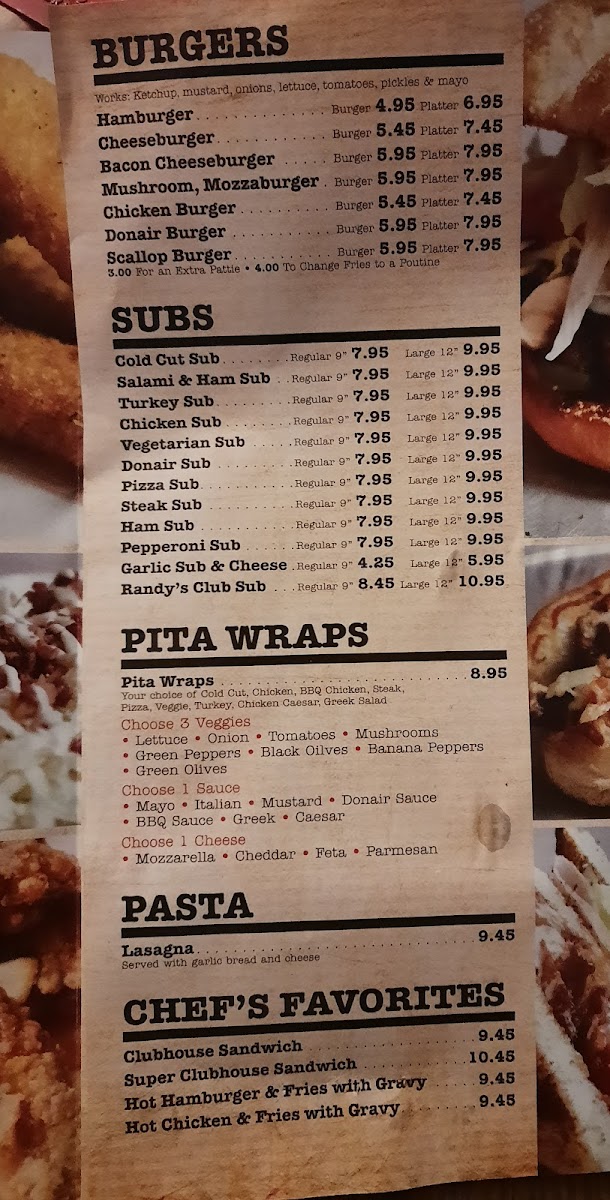 BURGERS
Works: Ketchup, mustard, onions, lettuce, tomatoes, pickles & mayo
Hamburger............... Burger 4.95 Platter 6.95
Cheeseburger............. Burger 5.45 Platter 7.45
Bacon Cheeseburger ..... Burger 5.95 Platter 7.95
Mushroom, Mozzaburger . Burger 5.95 Platter 7.95
Chicken Burger .......... Burger 5.45 Platter 7.45
Donair Burger ........... Burger 5.95 Platter 7.95
Scallop Burger........... Burger 5.95 Platter 7.95
3.00 For an Extra Pattie • 4.00 To Change Fries to a Poutine
SUBS
Cold Cut Sub........ Regular 9" 7.95 Large 12" 9.95
Salami & Ham Sub .. Regular 9" 7.95 Large 12" 9.95
Turkey Sub......... Regular 9" 7.95 Large 12" 9.95
Chicken Sub ........ Regular 9" 7.95 Large 12" 9.95
Vegetarian Sub ..... Regular 9" 7.95 Large 12" 9.95
Donair Sub ......... Regular 9" 7.95 Large 12" 9.95
Pizza Sub.......... Regular 9" 7.95 Large 12" 9.95
Steak Sub .......... Regular 9" 7.95 Large 12" 9.95
Ham Sub .......... Regular 9" 7.95 Large 12" 9.95
Pepperoni Sub ...... Regular 9" 7.95 Large 12" 9.95
Garlic Sub & Cheese . Regular 9" 4.25 Large 12" 5.95
Randy's Club Sub ... Regular 9" 8.45 Large 12" 10.95
PITA WRAPS
Pita Wraps .............................. 8.95
Your choice of Cold Cut, Chicken, BBQ Chicken, Steak,
Pizza, Veggie, Turkey, Chicken Caesar, Greek Salad
Choose 3 Veggies
• Lettuce • Onion • Tomatoes • Mushrooms
• Green Peppers • Black Oilves • Banana Peppers
• Green Olives
Choose 1 Sauce
• Mayo • Italian • Mustard • Donair Sauce
• BBQ Sauce • Greek • Caesar
Choose 1 Cheese
• Mozzarella • Cheddar • Feta • Parmesan
PASTA
Lasagna................................. 9.45
Served with garlic bread and cheese
CHEF'S FAVORITES
Clubhouse Sandwich .................... 9.45
Super Clubhouse Sandwich ............. 10.45
Hot Hamburger & Fries with Gravy ..... 9.45
Hot Chicken & Fries with Gravy......... 9.45